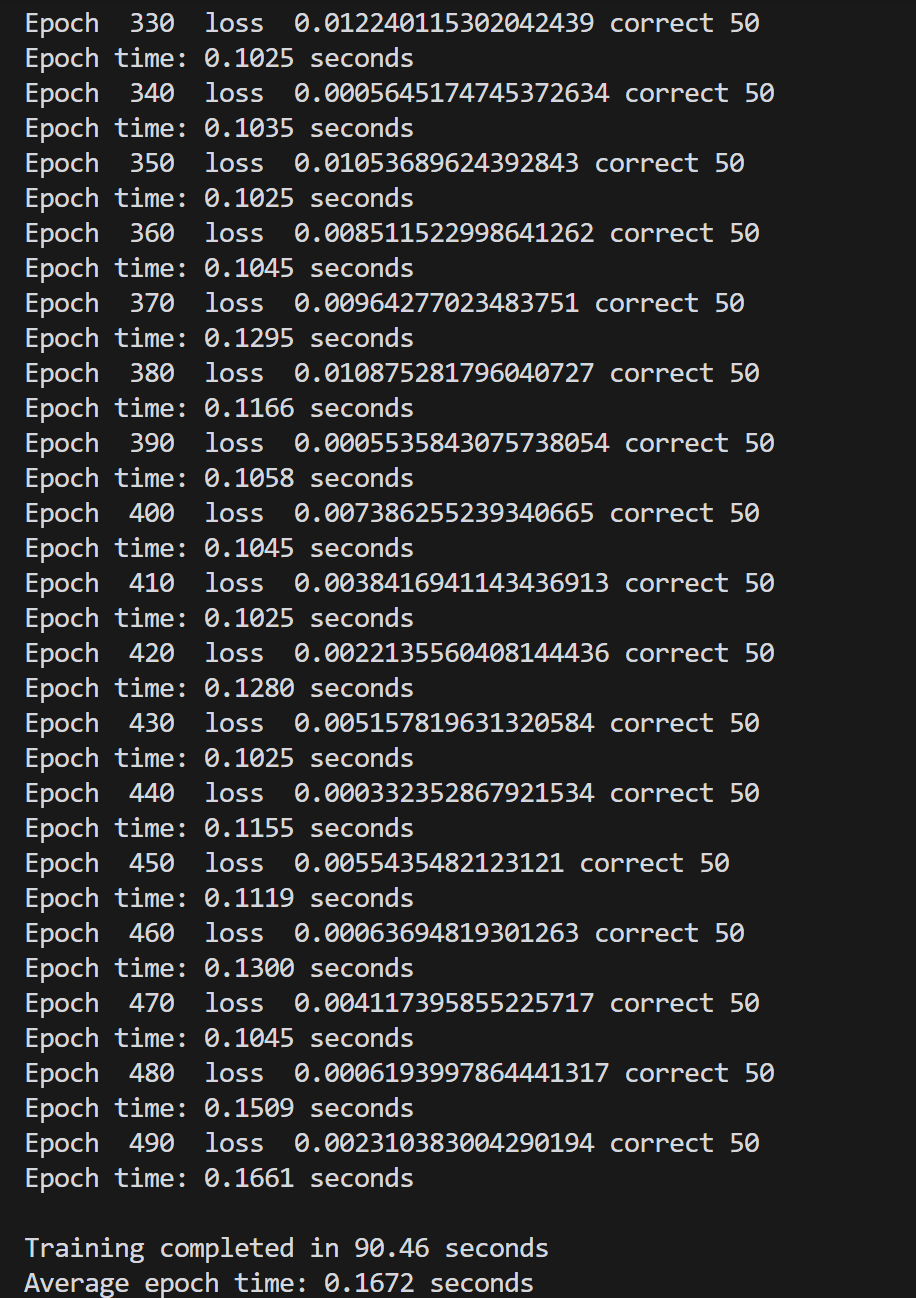 Epoch  330  loss  0.012240115302042439 correct 50
Epoch time: 0.1025 seconds
Epoch  340  loss  0.0005645174745372634 correct 50
Epoch time: 0.1035 seconds
Epoch  350  loss  0.01053689624392843 correct 50
Epoch time: 0.1025 seconds
Epoch  360  loss  0.008511522998641262 correct 50
Epoch time: 0.1045 seconds
Epoch  370  loss  0.00964277023483751 correct 50
Epoch time: 0.1295 seconds
Epoch  380  loss  0.010875281796040727 correct 50
Epoch time: 0.1166 seconds
Epoch  390  loss  0.0005535843075738054 correct 50
Epoch time: 0.1058 seconds
Epoch  400  loss  0.007386255239340665 correct 50
Epoch time: 0.1045 seconds
Epoch  410  loss  0.0038416941143436913 correct 50
Epoch time: 0.1025 seconds
Epoch  420  loss  0.0022135560408144436 correct 50
Epoch time: 0.1280 seconds
Epoch  430  loss  0.005157819631320584 correct 50
Epoch time: 0.1025 seconds
Epoch  440  loss  0.000332352867921534 correct 50
Epoch time: 0.1155 seconds
Epoch  450  loss  0.0055435482123121 correct 50
Epoch time: 0.1119 seconds
Epoch  460  loss  0.00063694819301263 correct 50
Epoch time: 0.1300 seconds
Epoch  470  loss  0.004117395855225717 correct 50
Epoch time: 0.1045 seconds
Epoch  480  loss  0.0006193997864441317 correct 50
Epoch time: 0.1509 seconds
Epoch  490  loss  0.002310383004290194 correct 50
Epoch time: 0.1661 seconds

Training completed in 90.46 seconds
Average epoch time: 0.1672 seconds